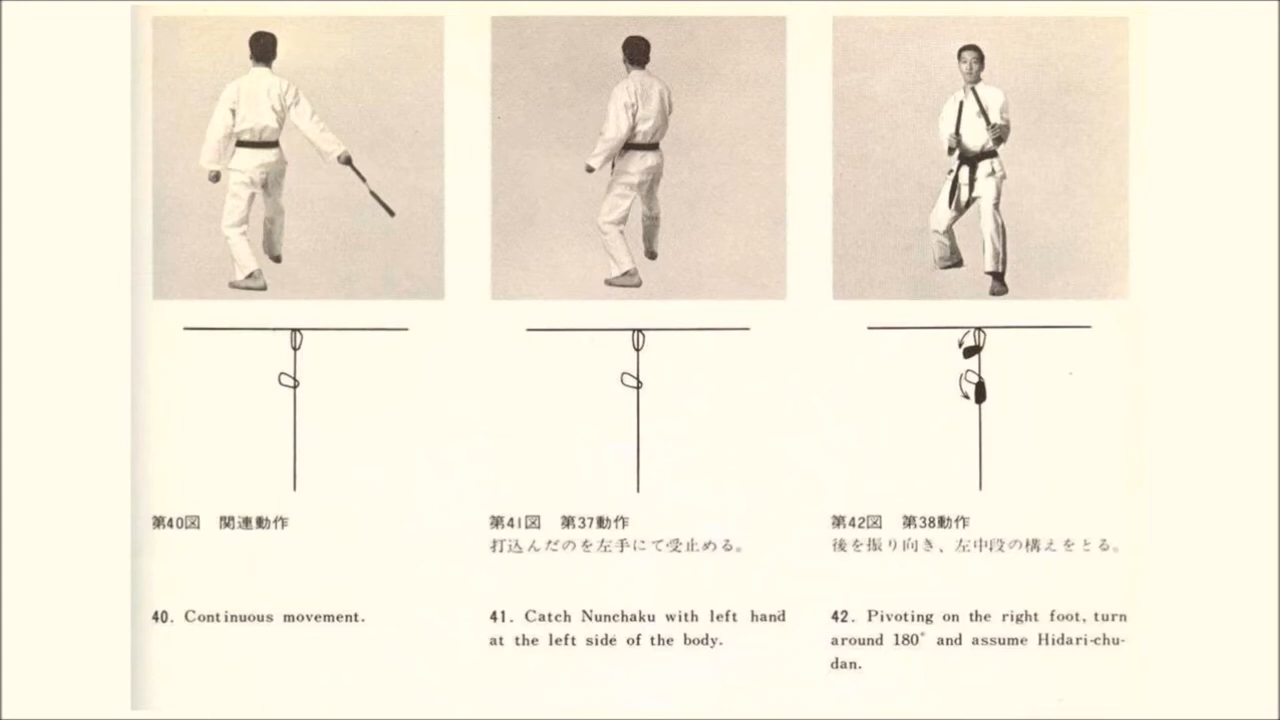 第40図　関連動作
40. Continuous movement.
第41図　第37動作
打込んだのを左手にて受止める。
41. Catch Nunchaku with left hand
at the left side of the body.
第42図　第38動作
後を振り向き、左中段の構えをとる。
42. Pivoting on the right foot, turn
around 180° and assume Hidari-chu-
dan.